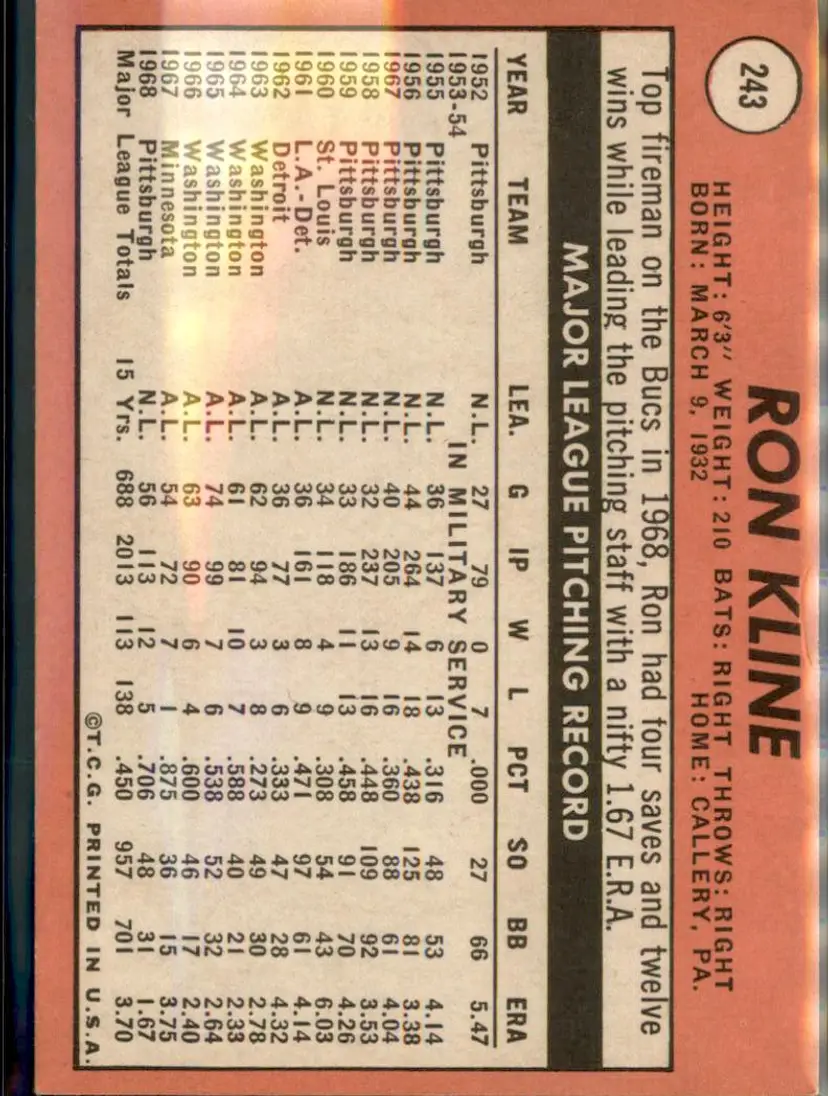 243
RON KLINE
HEIGHT: 6'3" WEIGHT: 210 BATS: RIGHT THROWS: RIGHT
BORN: MARCH 9, 1932 HOME: CALLERY, PA.
Top fireman on the Bucs in 1968, Ron had four saves and twelve
wins while leading the pitching staff with a nifty 1.67 E.R.A.
MAJOR LEAGUE PITCHING RECORD
YEAR TEAM LEA. G IP W L PCT SO BB ERA
1952 Pittsburgh N.L. 27 79 0 7 .000 27 66 5.47
1953-54 IN MILITARY SERVICE
1955 Pittsburgh N.L. 36 137 6 13 .316 48 53 4.14
1956 Pittsburgh N.L. 44 264 14 18 .438 125 81 3.38
1967 Pittsburgh N.L. 40 205 9 16 .360 88 61 4.04
1958 Pittsburgh N.L. 32 237 13 16 .448 109 92 3.53
1959 Pittsburgh N.L. 33 186 11 13 .458 91 70 4.26
1960 St. Louis N.L. 34 118 4 9 .308 54 43 6.03
1961 L.A.-Det. A.L. 36 161 8 9 .471 97 61 4.14
1962 Detroit A.L. 36 77 3 6 .333 47 28 4.32
1963 Washington A.L. 62 94 3 8 .273 49 30 2.78
1964 Washington A.L. 61 81 10 7 .588 40 21 2.33
1965 Washington A.L. 74 99 7 6 .538 52 32 2.64
1966 Washington A.L. 63 90 6 4 .600 46 17 2.40
1967 Minnesota A.L. 54 72 7 1 .875 36 15 3.75
1968 Pittsburgh N.L. 56 113 12 5 .706 48 31 1.67
Major League Totals 15 Yrs. 688 2013 113 138 .450 957 701 3.70
©T.C.G. PRINTED IN U.S.A.